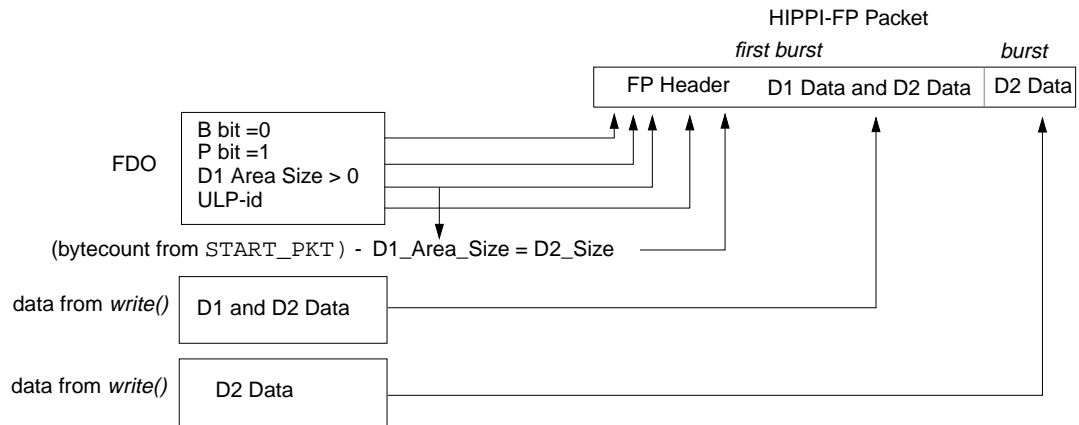 HIPPI-FP Packet
first burst burst
FP Header D1 Data and D2 Data D2 Data
FDO
B bit =0
P bit =1
D1 Area Size > 0
ULP-id
(bytecount from START_PKT) - D1_Area_Size = D2_Size
data from write() D1 and D2 Data
data from write() D2 Data